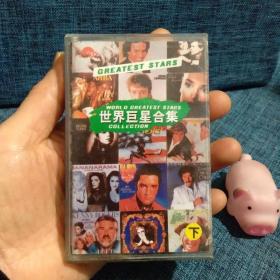 GREATEST STARS
WORLD GREATEST STARS
世界巨星合集
COLLECTION
BANANARAMA
下